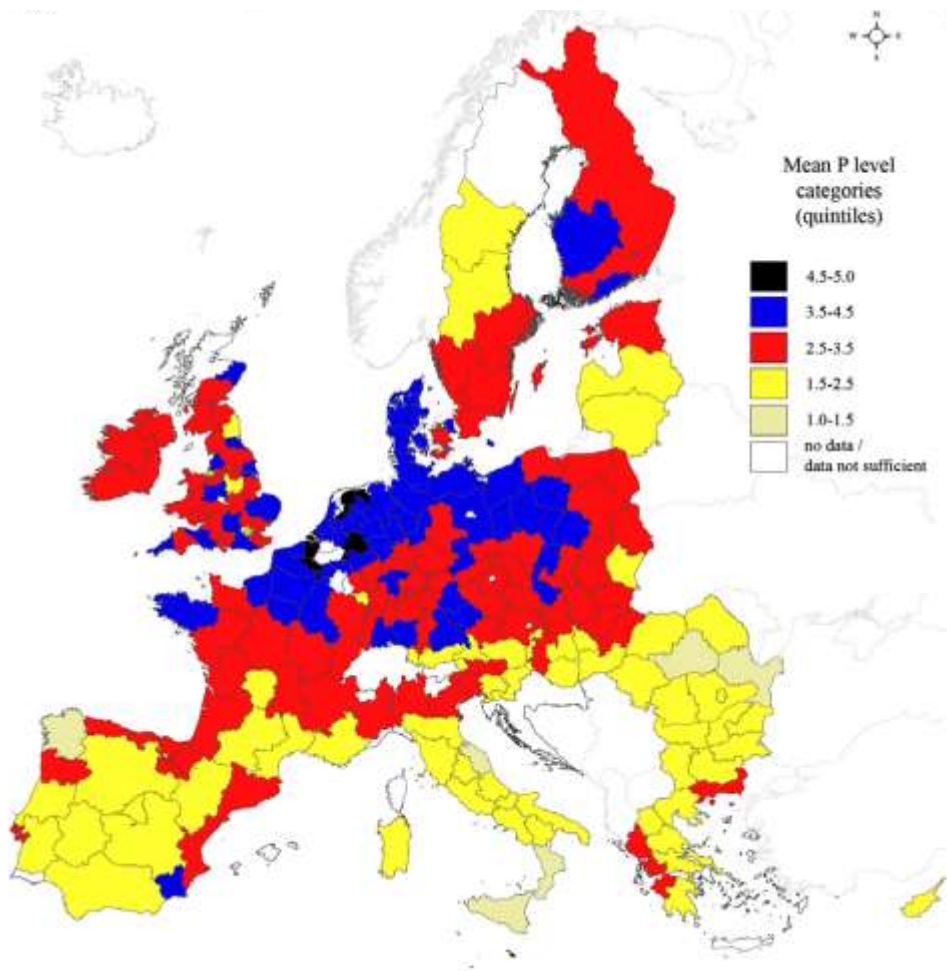 N
W E
S
Mean P level
categories
(quintiles)
4.5-5.0
3.5-4.5
2.5-3.5
1.5-2.5
1.0-1.5
no data /
data not sufficient